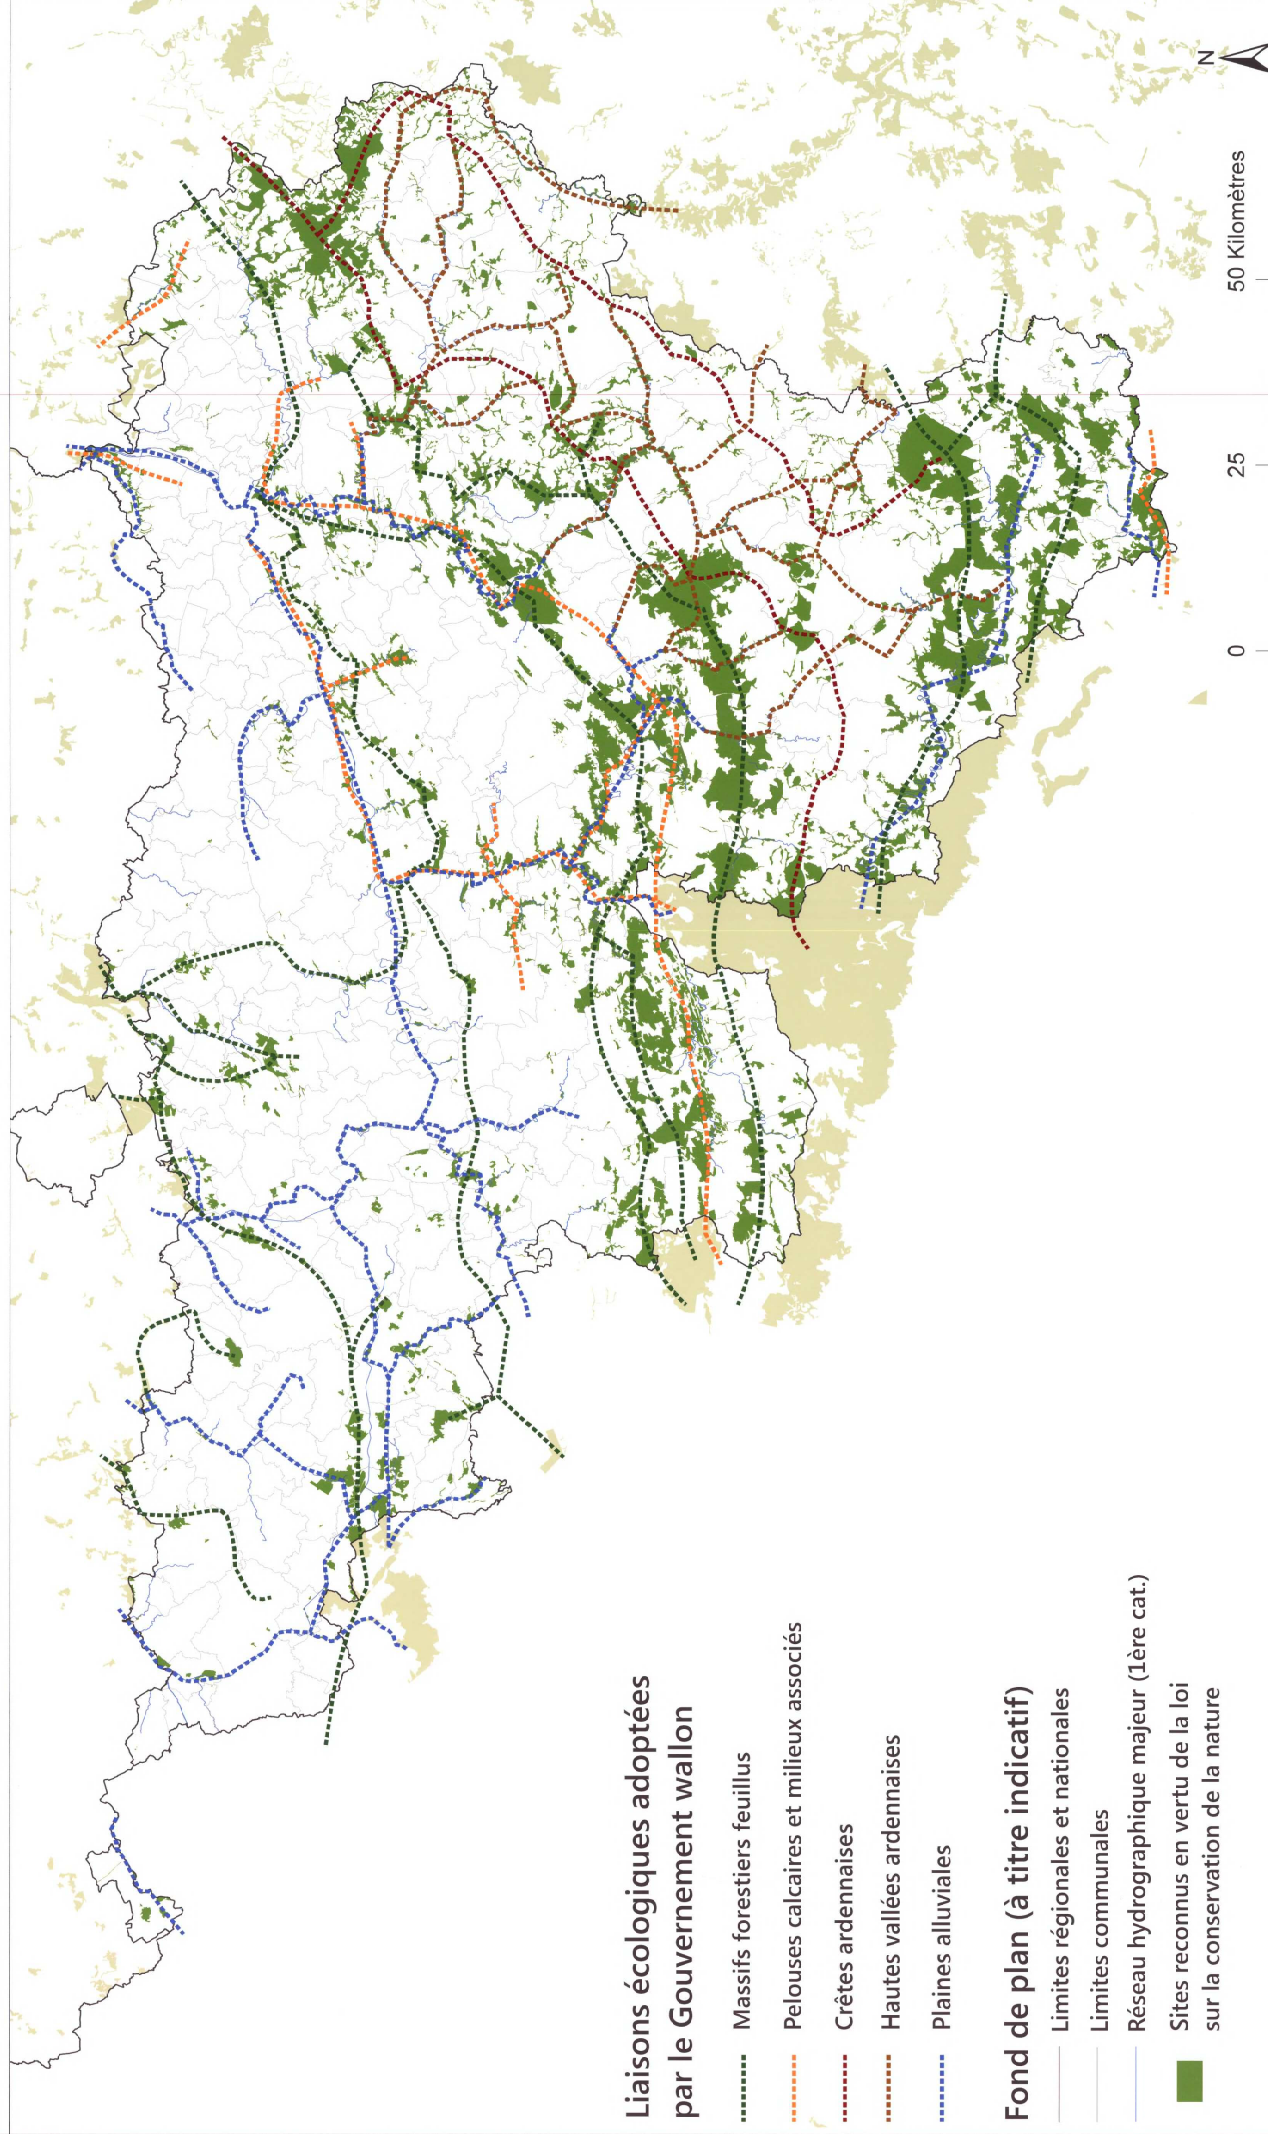 Liaisons écologiques adoptées
par le Gouvernement wallon
Massifs forestiers feuillus
Pelouses calcaires et milieux associés
Crêtes ardennaises
Hautes vallées ardennaises
Plaines alluviales
Fond de plan (à titre indicatif)
Limites régionales et nationales
Limites communales
Réseau hydrographique majeur (1ère cat.)
Sites reconnus en vertu de la loi
sur la conservation de la nature
0 25 50 Kilomètres
N